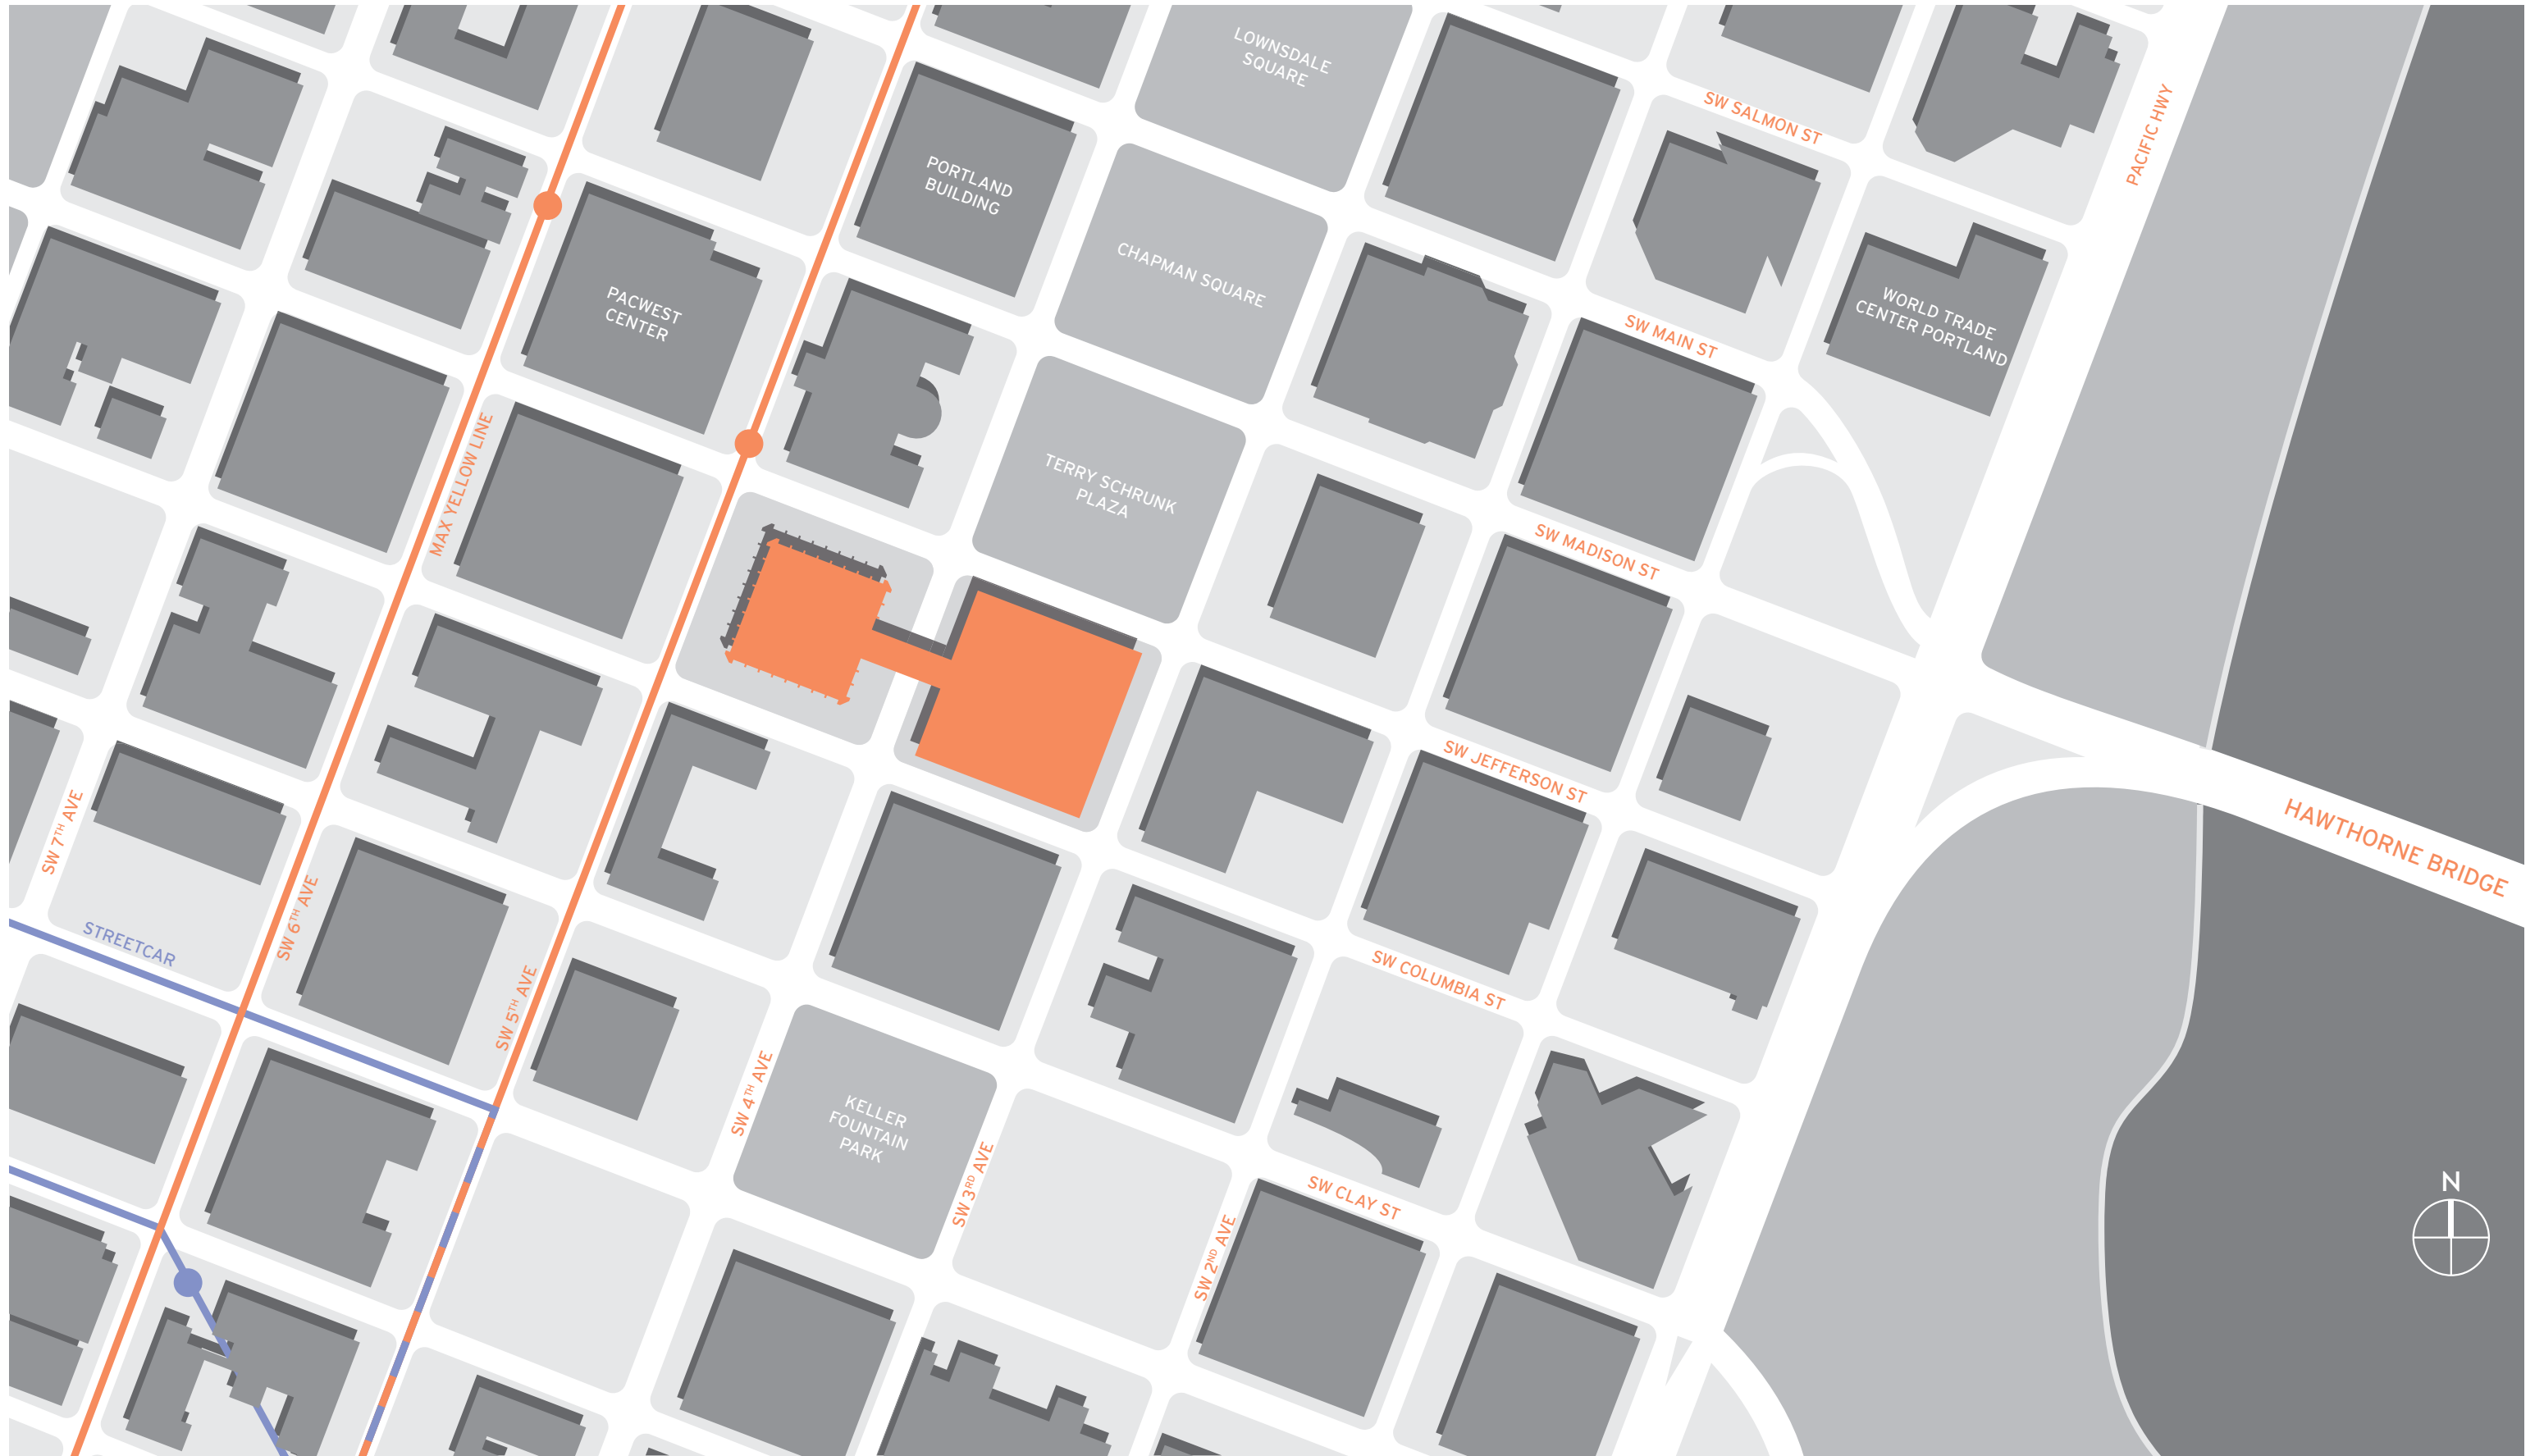 LOWNSDALE
SQUARE
SW SALMON ST
PACIFIC HWY
PORTLAND
BUILDING
CHAPMAN SQUARE
PACWEST
CENTER
SW MAIN ST
WORLD TRADE
CENTER PORTLAND
MAX YELLOW LINE
TERRY SCHRUNK
PLAZA
SW MADISON ST
SW JEFFERSON ST
HAWTHORNE BRIDGE
SW 7TH AVE
SW 6TH AVE
STREETCAR
SW 5TH AVE
SW COLUMBIA ST
SW 4TH AVE
KELLER
FOUNTAIN
PARK
SW 3RD AVE
SW CLAY ST
SW 2ND AVE
N